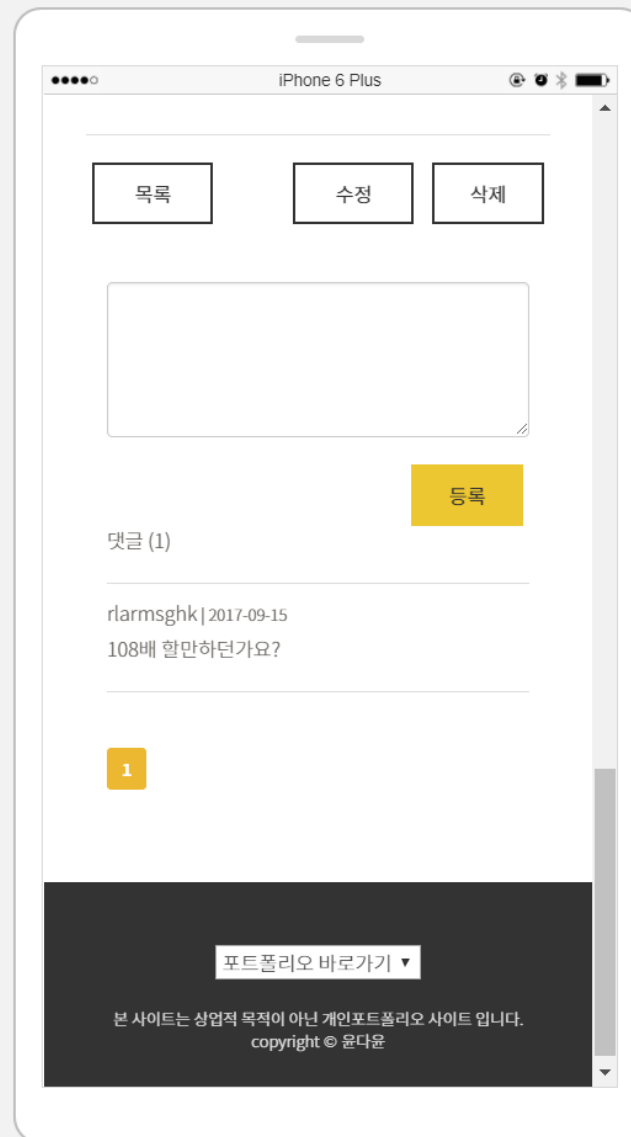 iPhone 6 Plus
목록 수정 삭제
등록
댓글 (1)
rlarmsghk | 2017-09-15
108배 할만하던가요?
1
포트폴리오 바로가기 ▼
본 사이트는 상업적 목적이 아닌 개인포트폴리오 사이트 입니다.
copyright © 윤다윤